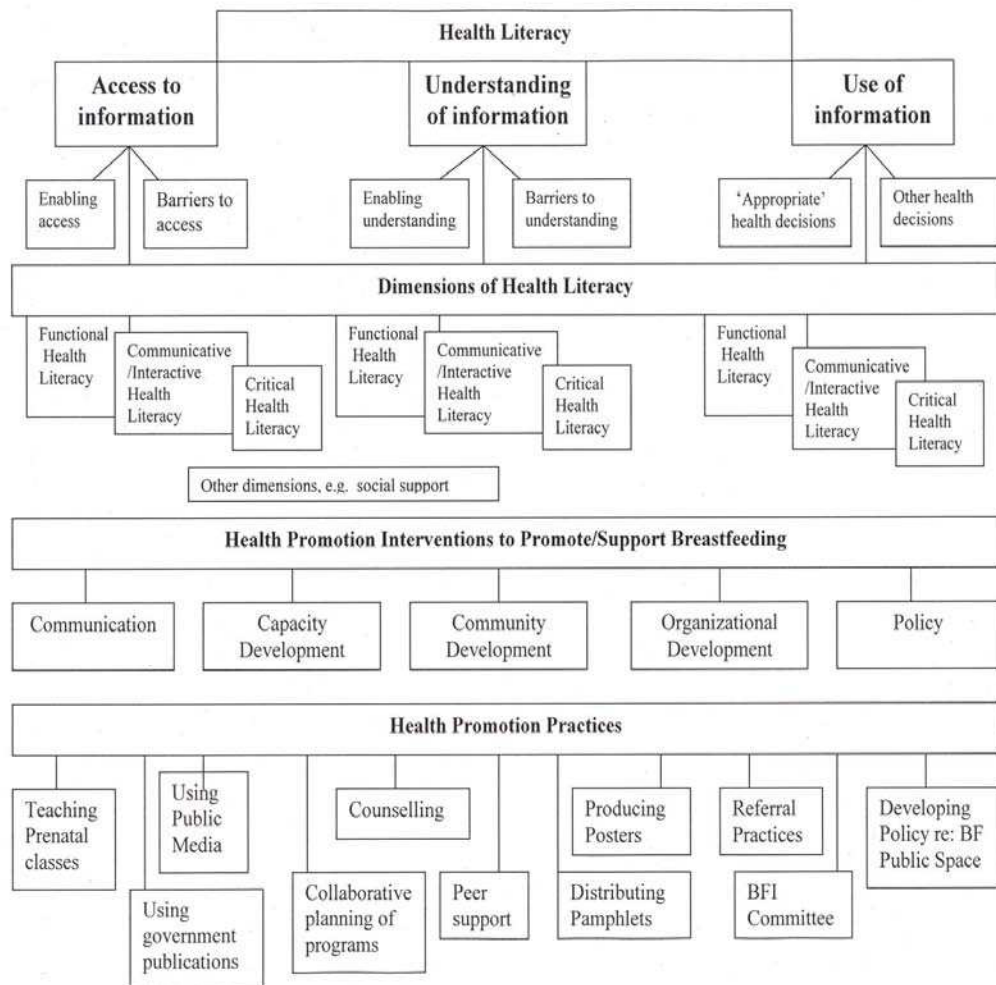 Health Literacy
Access to
information
Understanding
of information
Use of
information
Enabling
access
Barriers to
access
Enabling
understanding
Barriers to
understanding
'Appropriate'
health decisions
Other health
decisions
Dimensions of Health Literacy
Functional
Health
Literacy
Communicative
/Interactive
Health
Literacy
Critical
Health
Literacy
Functional
Health
Literacy
Communicative
/Interactive
Health
Literacy
Critical
Health
Literacy
Functional
Health
Literacy
Communicative
/Interactive
Health
Literacy
Critical
Health
Literacy
Other dimensions, e.g. social support
Health Promotion Interventions to Promote/Support Breastfeeding
Communication
Capacity
Development
Community
Development
Organizational
Development
Policy
Health Promotion Practices
Teaching
Prenatal
classes
Using
Public
Media
Counselling
Producing
Posters
Referral
Practices
Developing
Policy re: BF
Public Space
Using
government
publications
Collaborative
planning of
programs
Peer
support
Distributing
Pamphlets
BFI
Committee